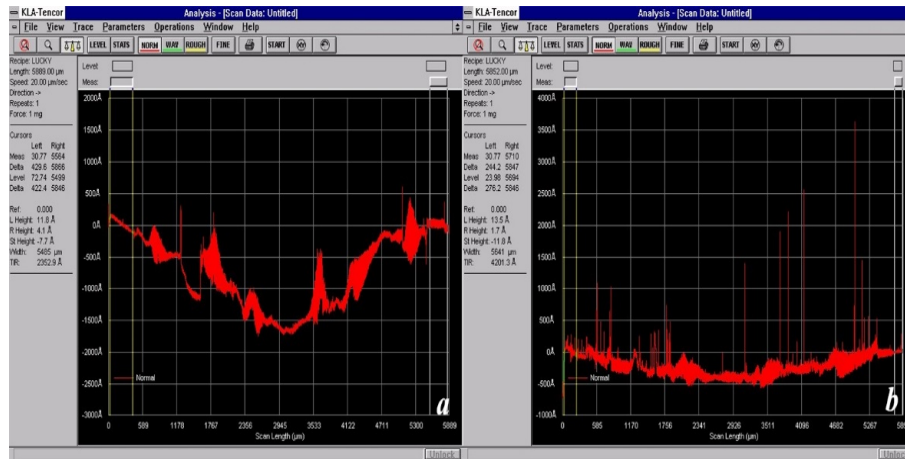 KLA-Tencor Analysis - [Scan Data: Untitled]
File View Trace Parameters Operations Window Help
LEVEL STATS NORM WAV ROUGH FINE START
Recipe: LUCKY
Length: 5889.00 µm
Speed: 20.00 µm/sec
Direction ->
Repeats: 1
Force: 1 mg
Cursors
Left Right
Meas 30.77 5564
Delta 429.6 5866
Level 72.74 5499
Delta 422.4 5846
Ref: 0.000
L Height: 11.8 Å
R Height: 4.1 Å
St Height: -7.7 Å
Width: 5485 µm
TIR: 2352.9 Å
Level:
Meas:
2000Å
1500Å
1000Å
500Å
0Å
-500Å
-1000Å
-1500Å
-2000Å
-2500Å
-3000Å
Normal
a
0 589 1178 1767 2356 2945 3533 4122 4711 5300 5889
Scan Length (µm)
Unlock
KLA-Tencor Analysis - [Scan Data: Untitled]
File View Trace Parameters Operations Window Help
LEVEL STATS NORM WAV ROUGH FINE START
Recipe: LUCKY
Length: 5852.00 µm
Speed: 20.00 µm/sec
Direction ->
Repeats: 1
Force: 1 mg
Cursors
Left Right
Meas 30.77 5710
Delta 244.2 5847
Level 23.98 5694
Delta 276.2 5846
Ref: 0.000
L Height: 13.5 Å
R Height: 1.7 Å
St Height: -11.8 Å
Width: 5641 µm
TIR: 4201.3 Å
Level:
Meas:
4000Å
3500Å
3000Å
2500Å
2000Å
1500Å
1000Å
500Å
0Å
-500Å
-1000Å
Normal
b
0 585 1170 1756 2341 2926 3511 4096 4682 5267
Scan Length (µm)